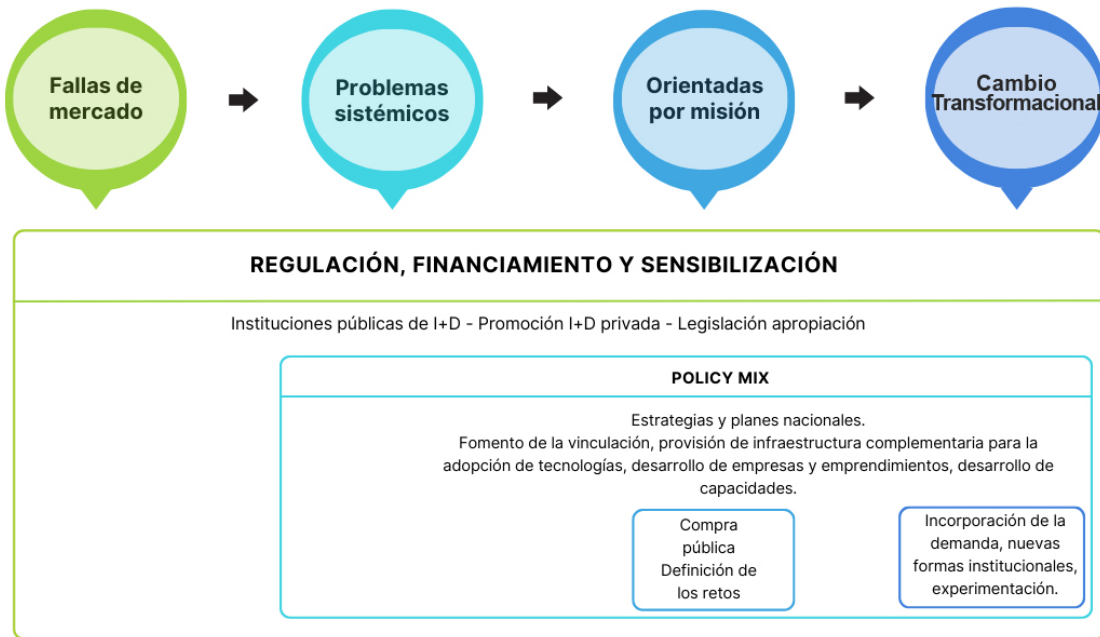 Fallas de
mercado
Problemas
sistémicos
Orientadas
por misión
Cambio
Transformacional
REGULACIÓN, FINANCIAMIENTO Y SENSIBILIZACIÓN
Instituciones públicas de I+D - Promoción I+D privada - Legislación apropiación
POLICY MIX
Estrategias y planes nacionales.
Fomento de la vinculación, provisión de infraestructura complementaria para la
adopción de tecnologías, desarrollo de empresas y emprendimientos, desarrollo de
capacidades.
Compra
pública
Definición de
los retos
Incorporación de la
demanda, nuevas
formas institucionales,
experimentación.